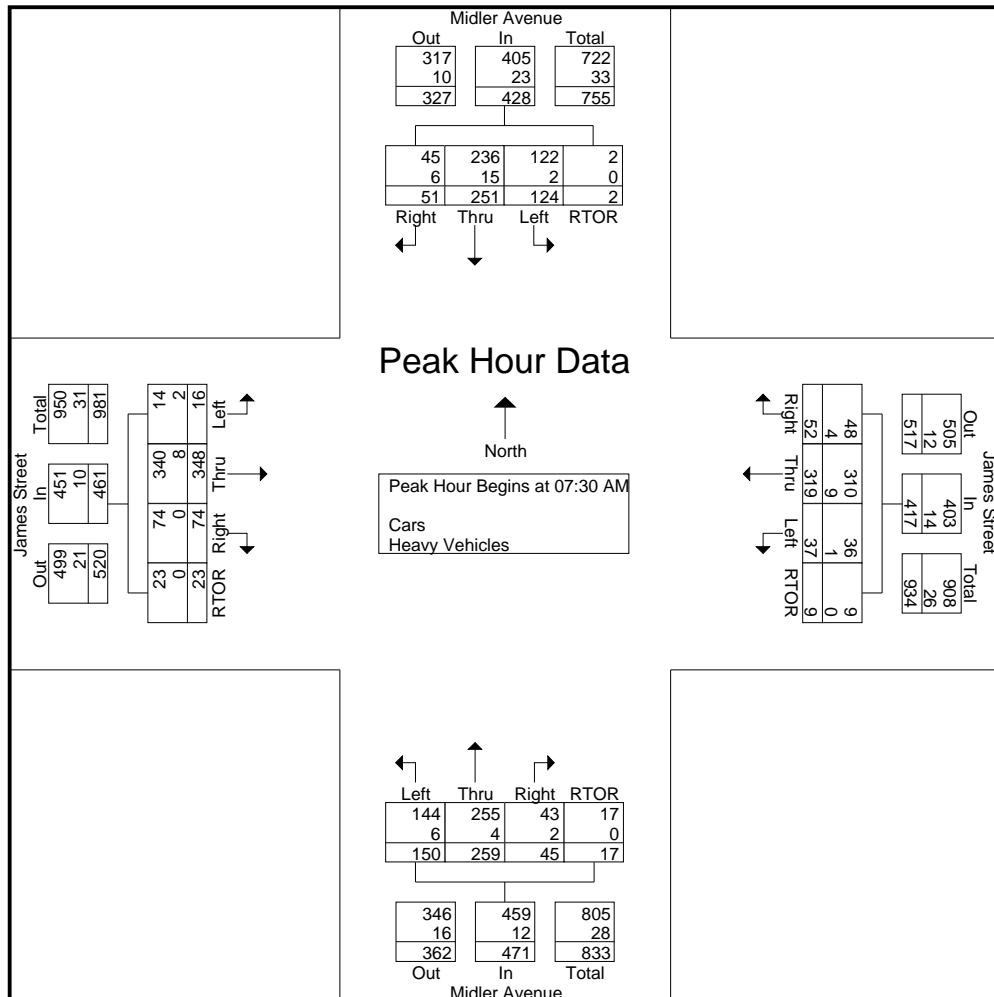 Midler Avenue
Out In Total
317 405 722
10 23 33
327 428 755
45 236 122 2
6 15 2 0
51 251 124 2
Right Thru Left RTOR
Peak Hour Data
North
Peak Hour Begins at 07:30 AM
Cars
Heavy Vehicles
James Street
Out In Total
499 451 950
21 10 31
520 461 981
23 74 340 14
0 0 8 2
23 74 348 16
RTOR Right Thru Left
James Street
Out In Total
505 403 908
12 14 26
517 417 934
48 310 36 9
4 9 1 0
52 319 37 9
Right Thru Left RTOR
Left Thru Right RTOR
144 255 43 17
6 4 2 0
150 259 45 17
346 459 805
16 12 28
362 471 833
Out In Total
Midler Avenue